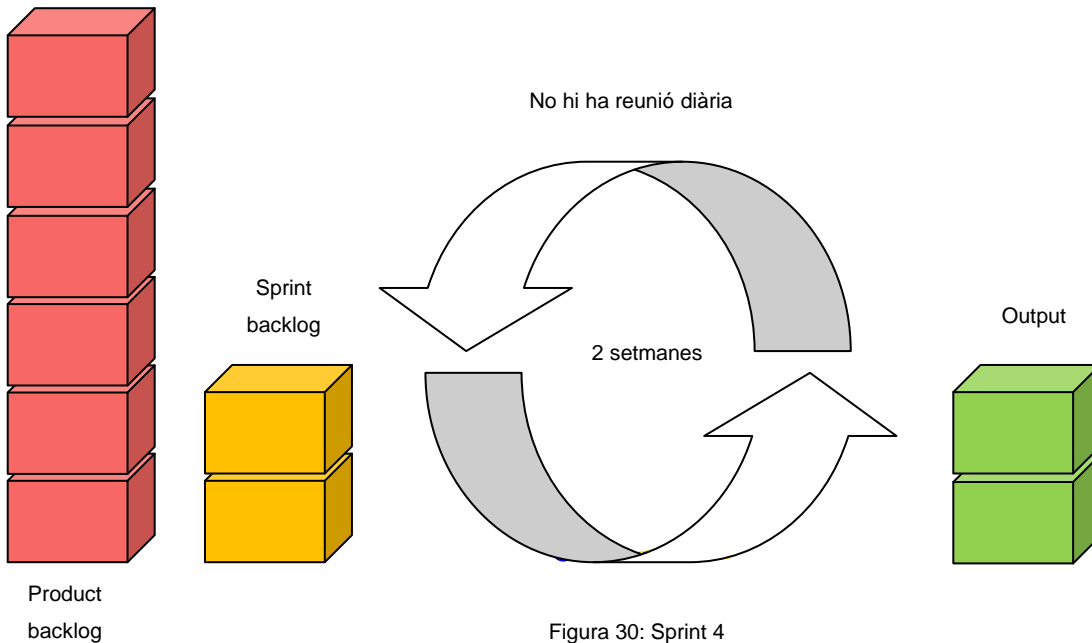 No hi ha reunió diària
Sprint
backlog
2 setmanes
Output
Product
backlog
Figura 30: Sprint 4